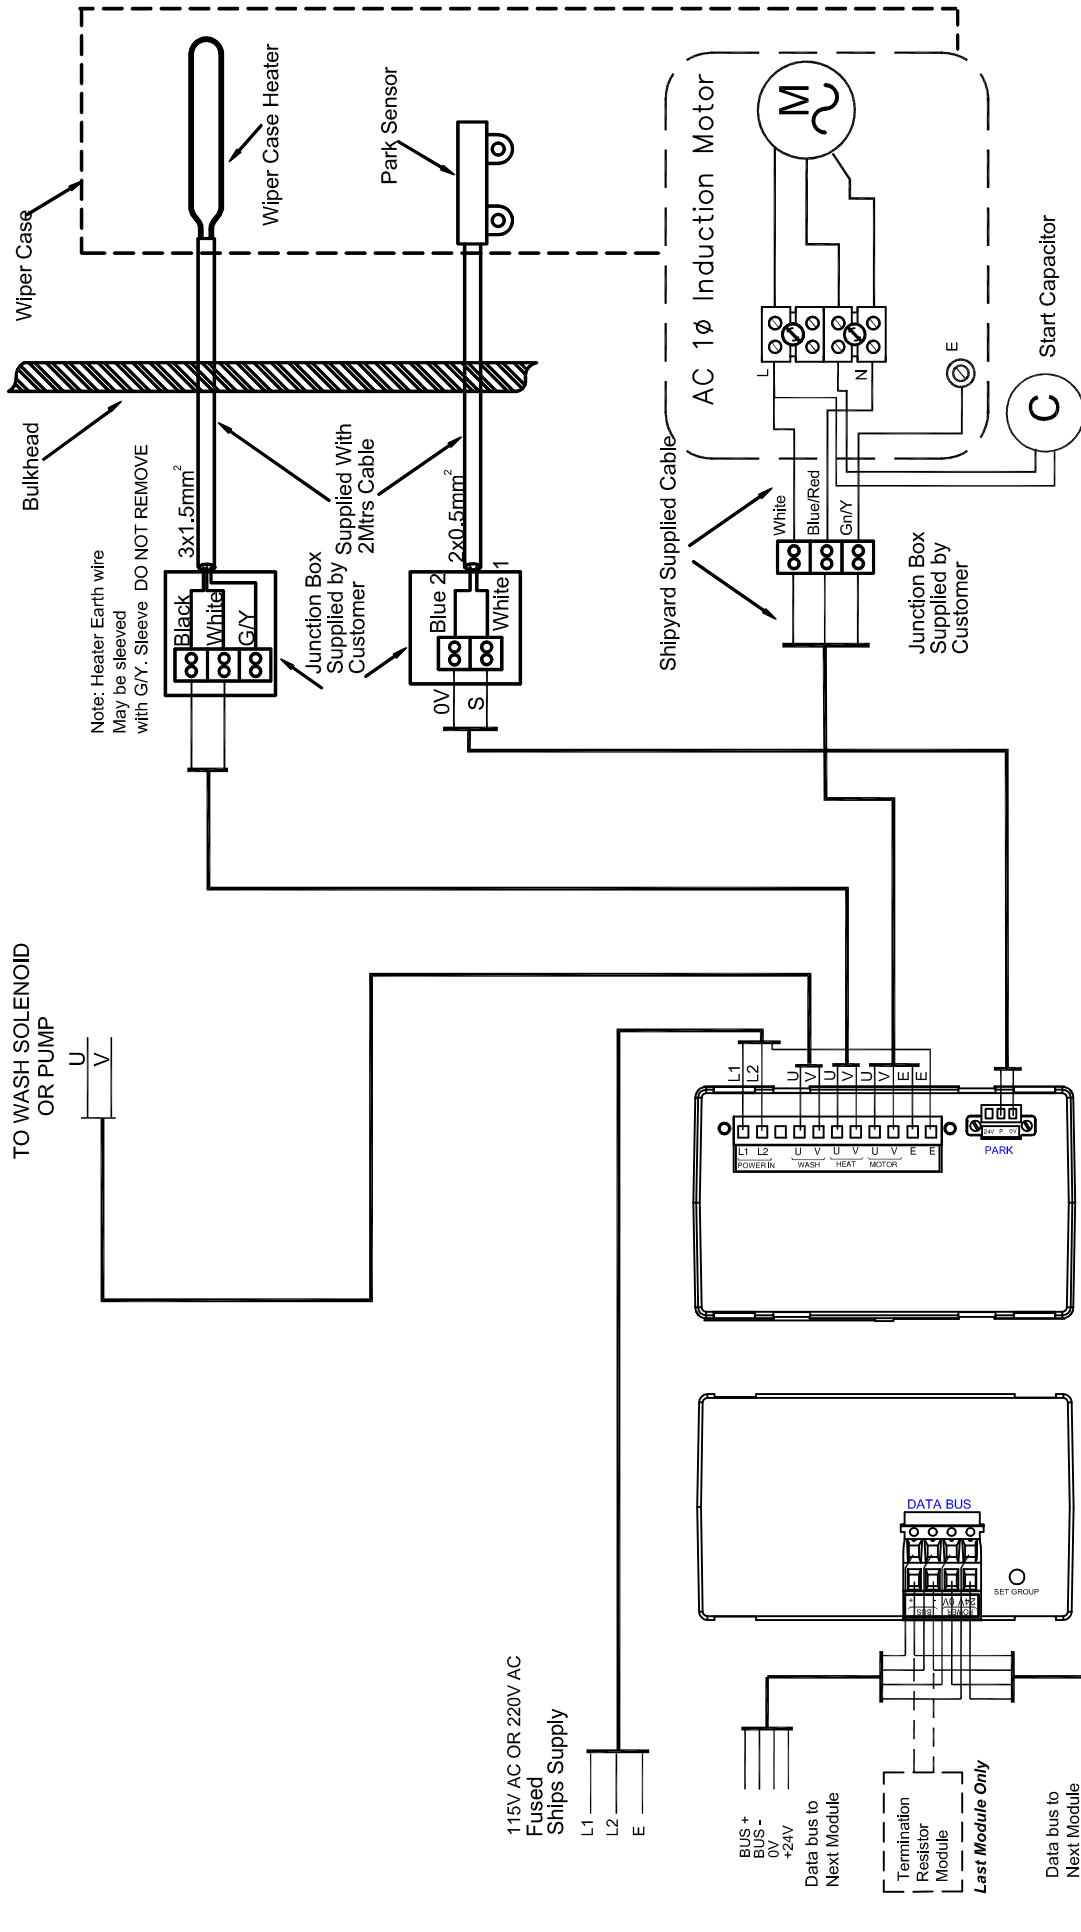 Wiper Case
Wiper Case Heater
Park Sensor
AC 1ø Induction Motor
M
Bulkhead
Note: Heater Earth wire
May be sleeved
with G/Y. Sleeve DO NOT REMOVE
3x1.5mm²
Supplied With
2Mtrs Cable
2x0.5mm²
Black
White
G/Y
Junction Box
Supplied by
Customer
Blue 2
White 1
0V
S
Shipyard Supplied Cable
White
Blue/Red
Gn/Y
L
N
E
Start Capacitor
C
Junction Box
Supplied by
Customer
TO WASH SOLENOID
OR PUMP
U
V
L1
L2
U
V
U
V
U
V
E
E
L1 L2 U V U V U V E E
POWER IN WASH HEAT MOTOR
24V P 0V
PARK
DATA BUS
+ - 0V 24V
BUS POWER
SET GROUP
115V AC OR 220V AC
Fused
Ships Supply
L1
L2
E
BUS +
BUS -
0V
+24V
Data bus to
Next Module
Termination
Resistor
Module
Last Module Only
Data bus to
Next Module